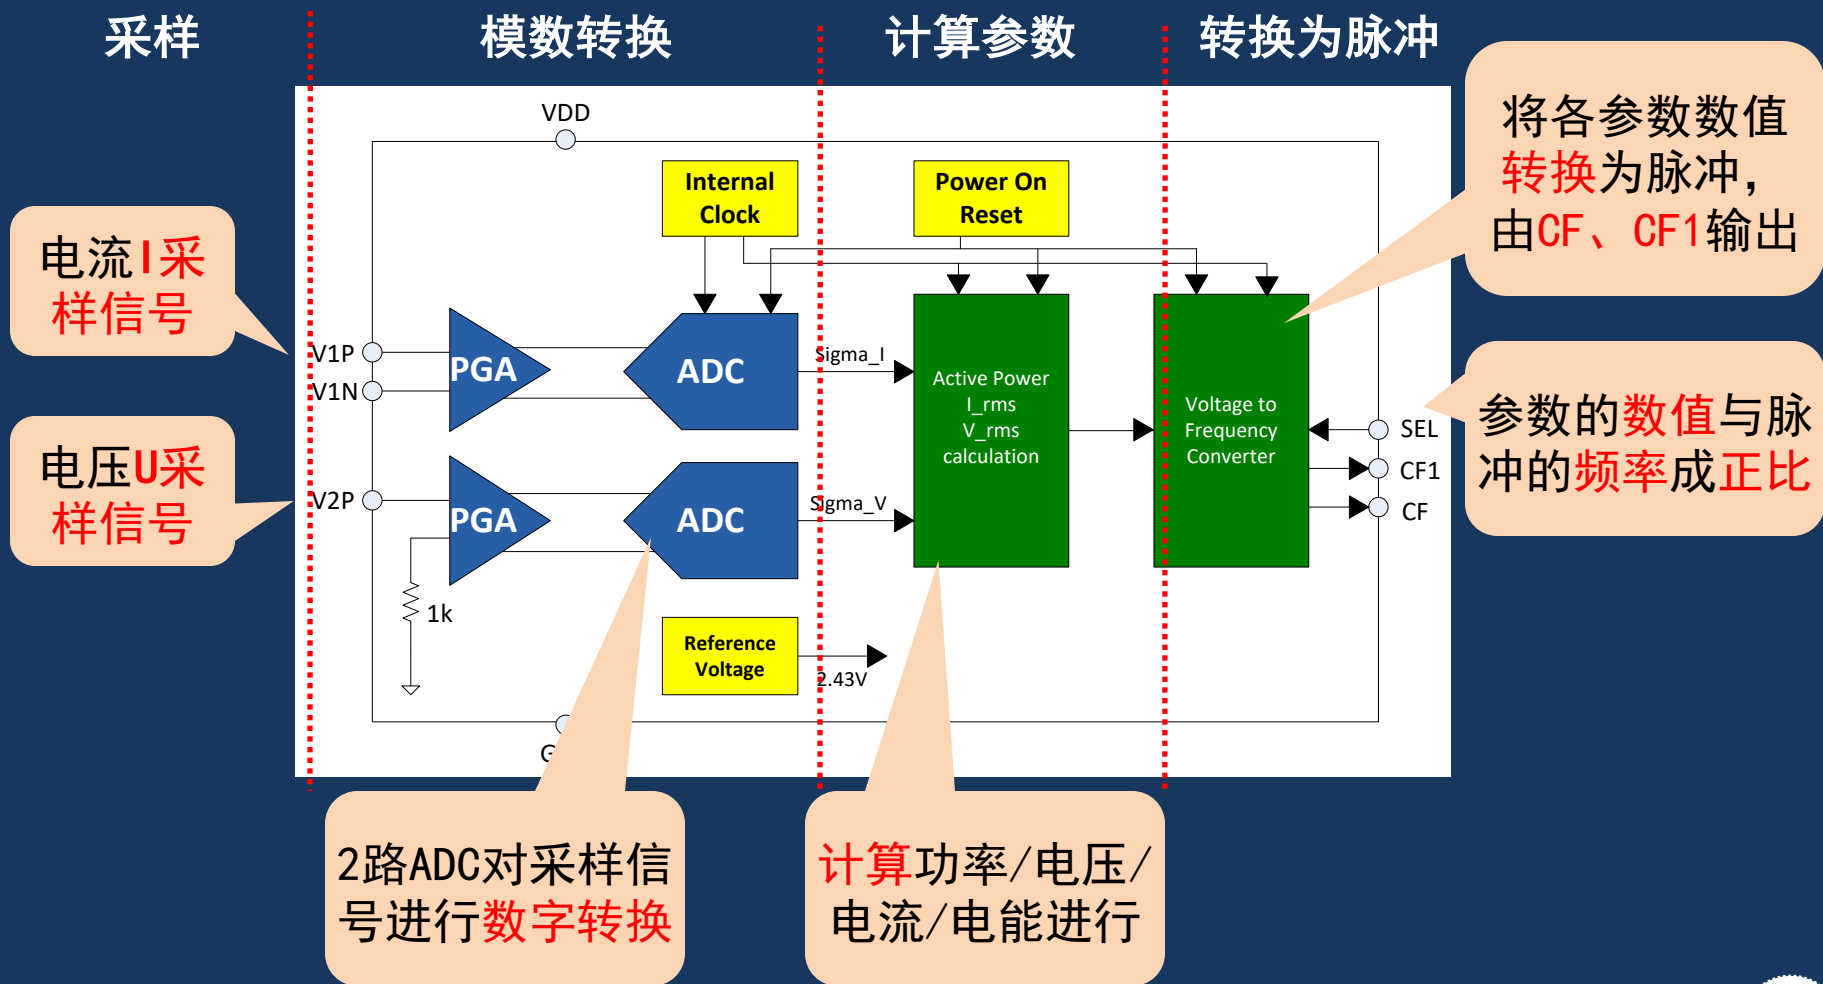 采样
模数转换
计算参数
转换为脉冲
VDD
Internal
Clock
Power On
Reset
将各参数数值
转换为脉冲，
由CF、CF1输出
电流I采
样信号
V1P
V1N
PGA
ADC
Sigma_I
Active Power
I_rms
V_rms
calculation
Voltage to
Frequency
Converter
SEL
CF1
CF
参数的数值与脉
冲的频率成正比
电压U采
样信号
V2P
PGA
ADC
Sigma_V
1k
Reference
Voltage
2.43V
2路ADC对采样信
号进行数字转换
计算功率/电压/
电流/电能进行